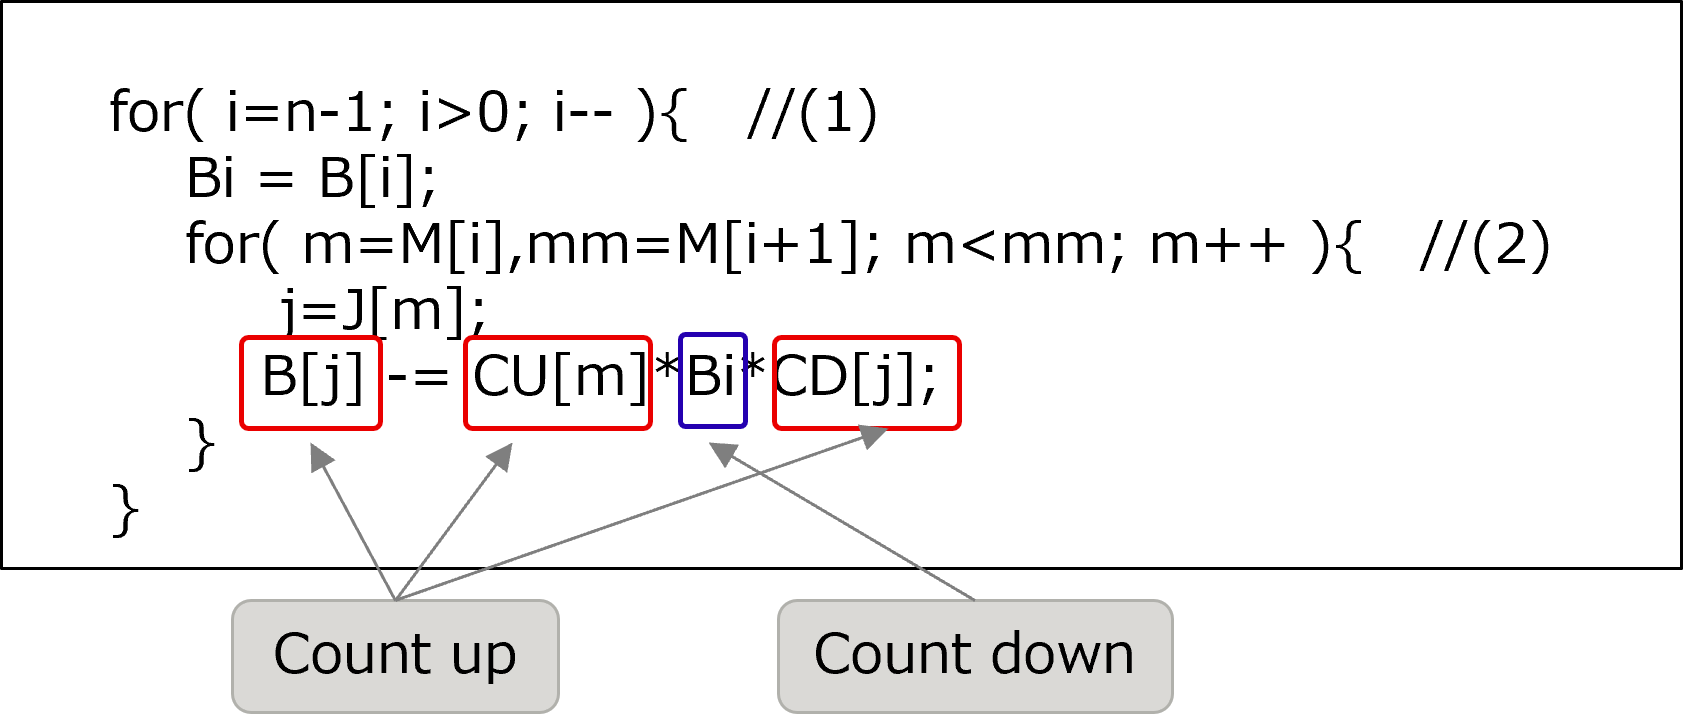 for( i=n-1; i>0; i-- ){   //(1)
Bi = B[i];
for( m=M[i],mm=M[i+1]; m<mm; m++ ){   //(2)
j=J[m];
B[j] -= CU[m]*Bi*CD[j];
}
}
Count up
Count down